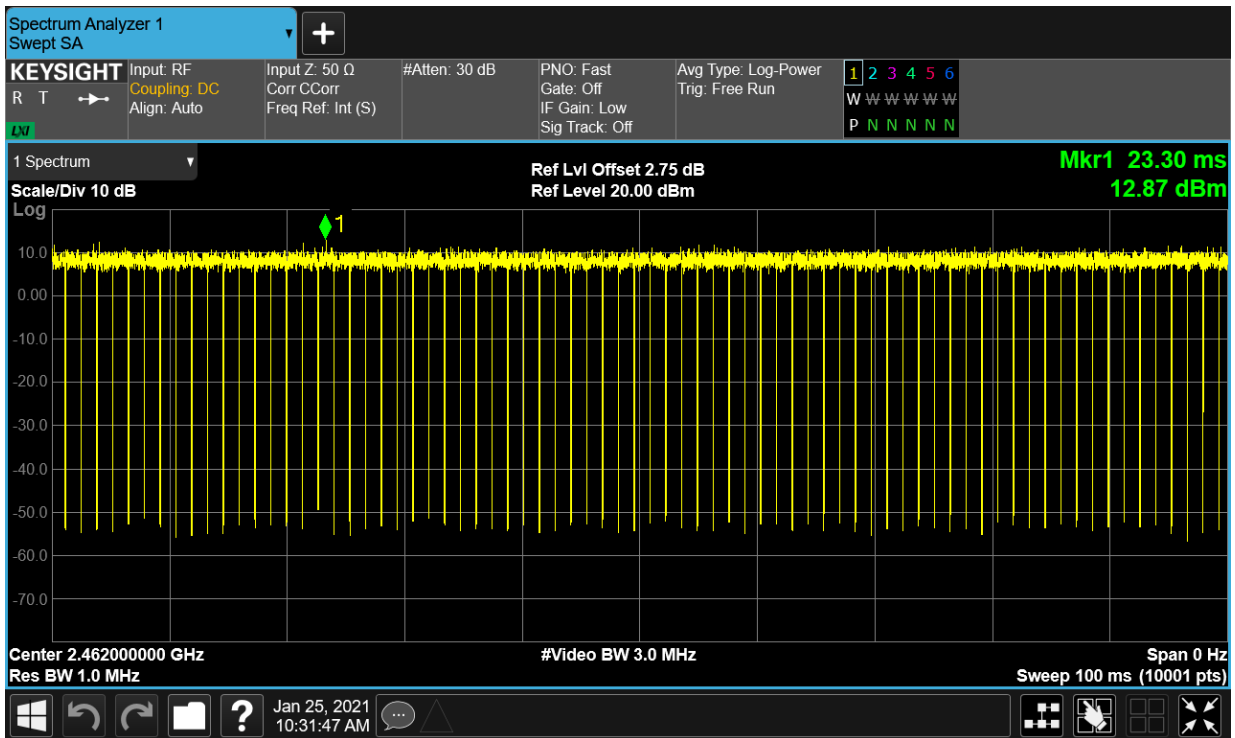 Spectrum Analyzer 1
Swept SA
+
KEYSIGHT
R T
LXI
Input: RF
Coupling: DC
Align: Auto
Input Z: 50 Ω
Corr CCorr
Freq Ref: Int (S)
#Atten: 30 dB
PNO: Fast
Gate: Off
IF Gain: Low
Sig Track: Off
Avg Type: Log-Power
Trig: Free Run
1 2 3 4 5 6
W W W W W W
P N N N N N
1 Spectrum
Scale/Div 10 dB
Ref Lvl Offset 2.75 dB
Ref Level 20.00 dBm
Mkr1 23.30 ms
12.87 dBm
Log
1
10.0
0.00
-10.0
-20.0
-30.0
-40.0
-50.0
-60.0
-70.0
Center 2.462000000 GHz
Res BW 1.0 MHz
#Video BW 3.0 MHz
Span 0 Hz
Sweep 100 ms (10001 pts)
?
Jan 25, 2021
10:31:47 AM